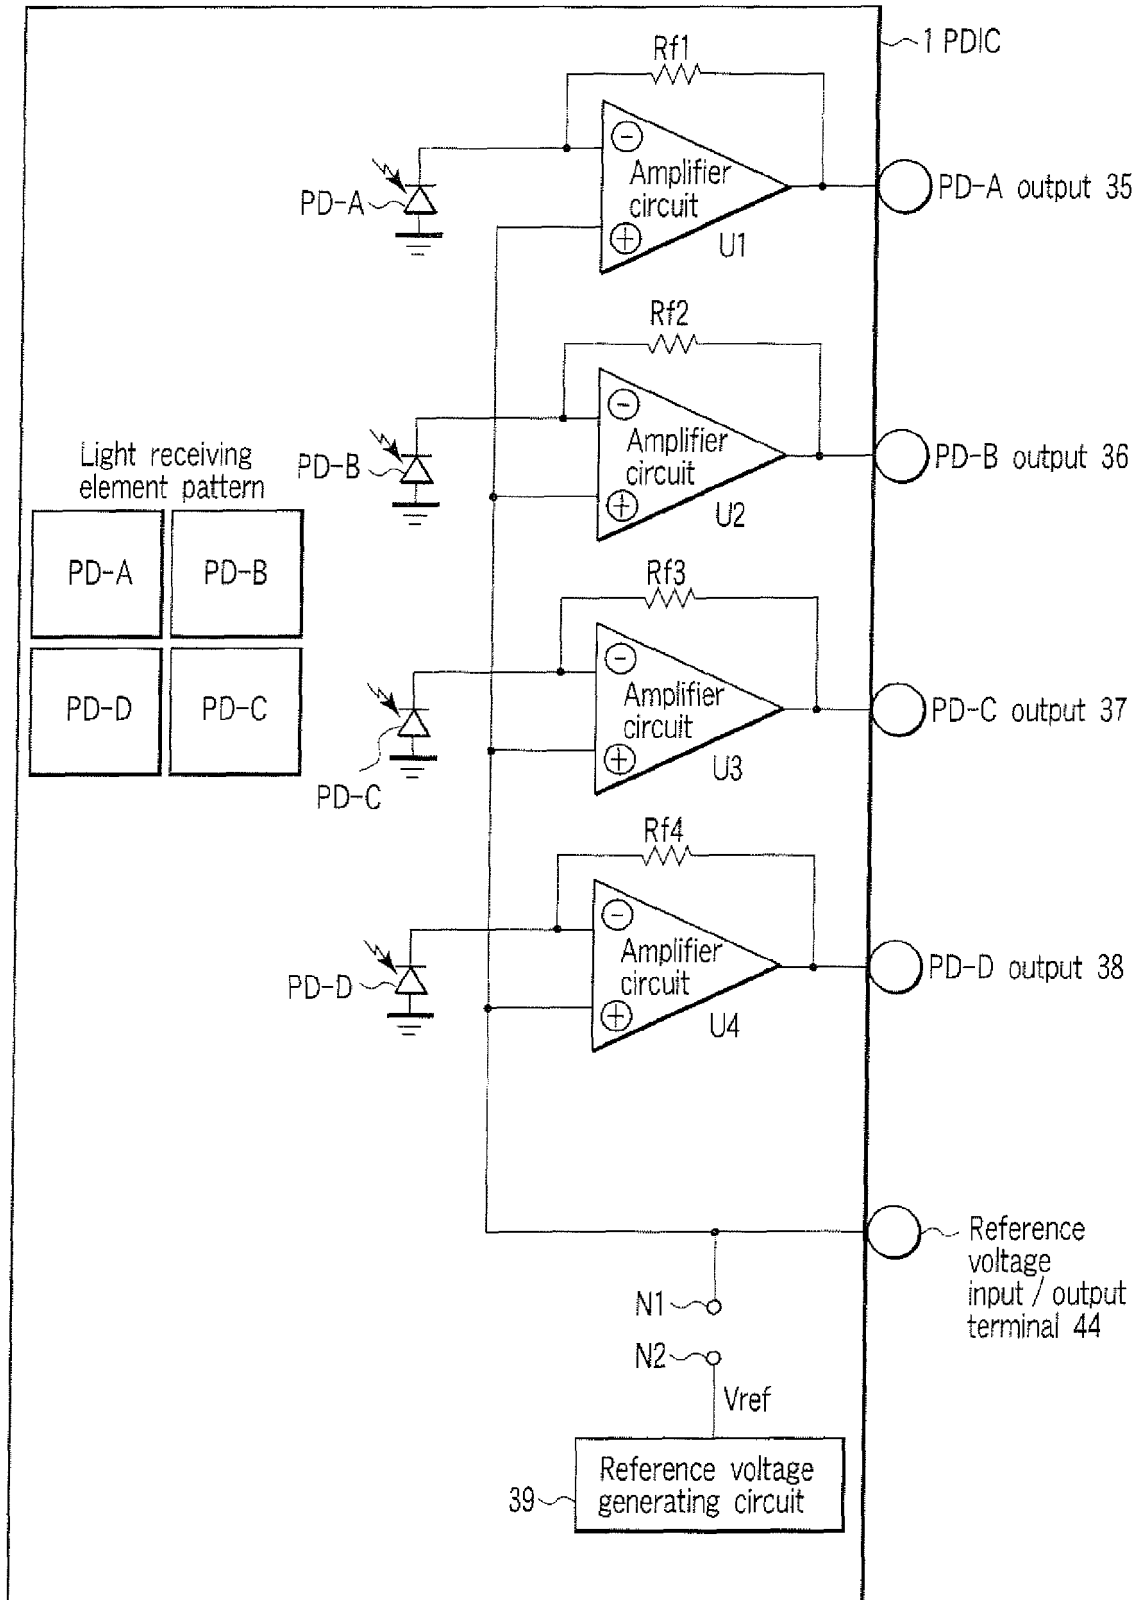 1 PDIC
Rf1
−
Amplifier
circuit
+
U1
PD-A
PD-A output 35
Rf2
−
Amplifier
circuit
+
U2
PD-B
PD-B output 36
Light receiving
element pattern
PD-A
PD-B
PD-D
PD-C
Rf3
−
Amplifier
circuit
+
U3
PD-C
PD-C output 37
Rf4
−
Amplifier
circuit
+
U4
PD-D
PD-D output 38
Reference
voltage
input / output
terminal 44
N1
N2
Vref
Reference voltage
generating circuit
39